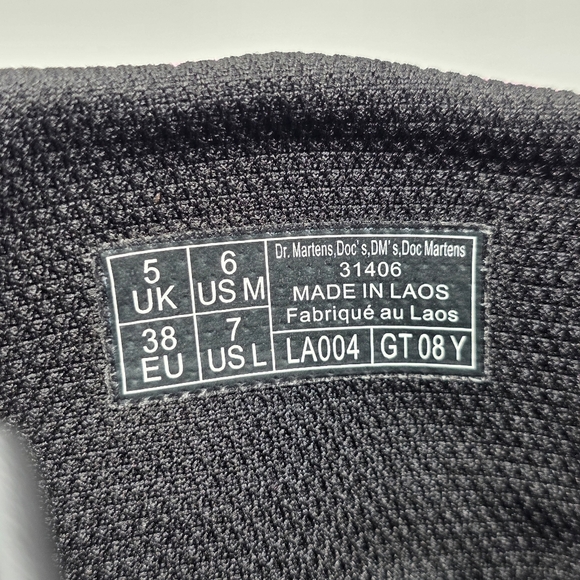 5 UK
6 US M
38 EU
7 US L
Dr. Martens,Doc's,DM's,Doc Martens
31406
MADE IN LAOS
Fabriqué au Laos
LA004
GT 08 Y